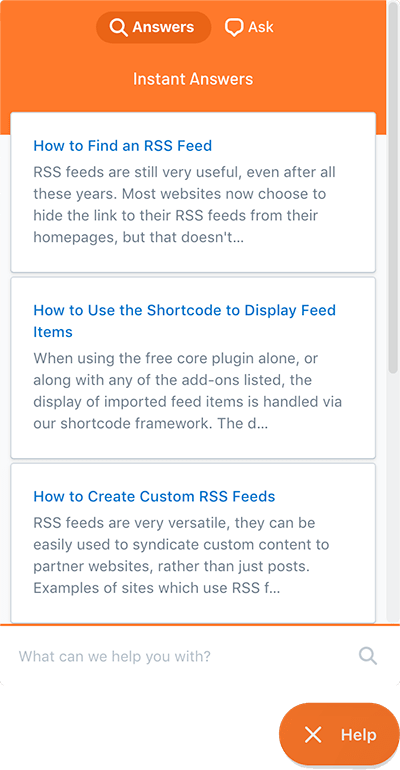 Answers Ask
Instant Answers
How to Find an RSS Feed
RSS feeds are still very useful, even after all
these years. Most websites now choose to
hide the link to their RSS feeds from their
homepages, but that doesn't...
How to Use the Shortcode to Display Feed
Items
When using the free core plugin alone, or
along with any of the add-ons listed, the
display of imported feed items is handled via
our shortcode framework. The d...
How to Create Custom RSS Feeds
RSS feeds are very versatile, they can be
easily used to syndicate custom content to
partner websites, rather than just posts.
Examples of sites which use RSS f...
What can we help you with?
Help